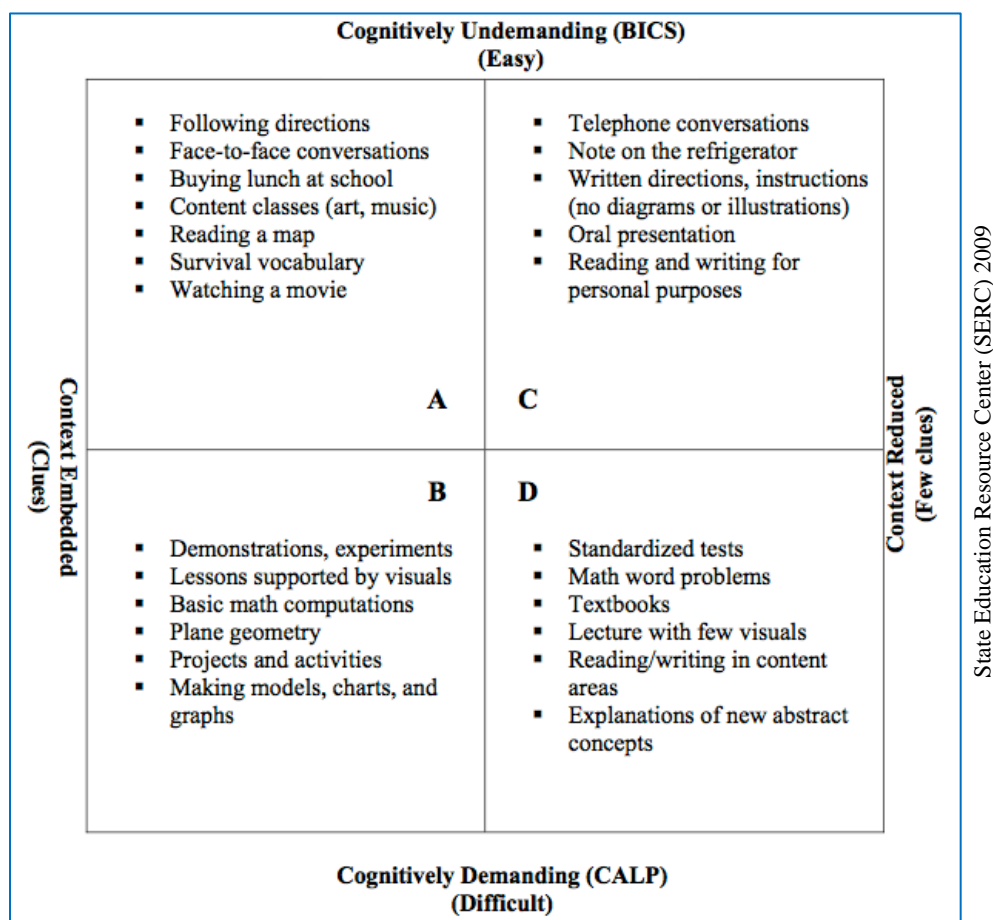 Cognitively Undemanding (BICS)
(Easy)
▪ Following directions
▪ Face-to-face conversations
▪ Buying lunch at school
▪ Content classes (art, music)
▪ Reading a map
▪ Survival vocabulary
▪ Watching a movie
A
▪ Telephone conversations
▪ Note on the refrigerator
▪ Written directions, instructions
(no diagrams or illustrations)
▪ Oral presentation
▪ Reading and writing for
personal purposes
C
Context Embedded
(Clues)
Context Reduced
(Few clues)
B
▪ Demonstrations, experiments
▪ Lessons supported by visuals
▪ Basic math computations
▪ Plane geometry
▪ Projects and activities
▪ Making models, charts, and
graphs
D
▪ Standardized tests
▪ Math word problems
▪ Textbooks
▪ Lecture with few visuals
▪ Reading/writing in content
areas
▪ Explanations of new abstract
concepts
Cognitively Demanding (CALP)
(Difficult)
State Education Resource Center (SERC) 2009